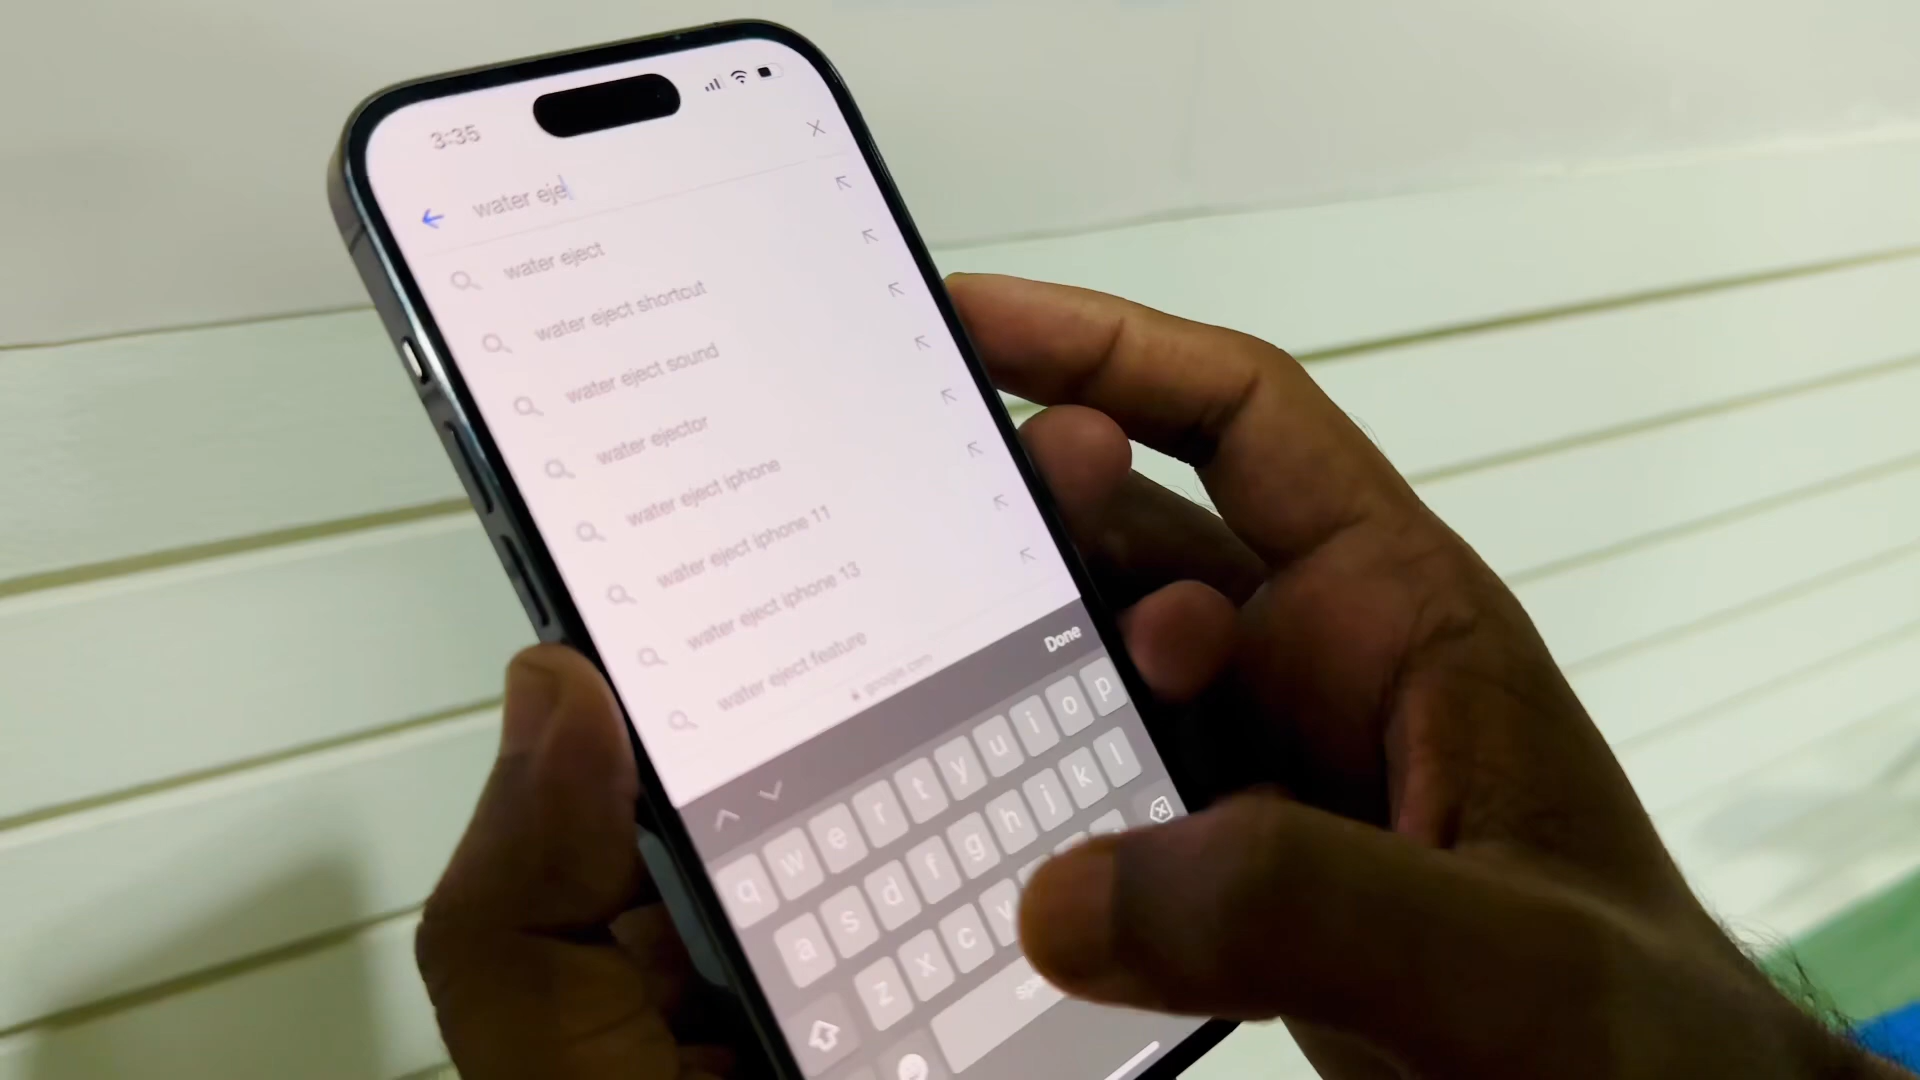 3:35
water eje
water eject
water eject shortcut
water eject sound
water ejector
water eject iphone
water eject iphone 11
water eject iphone 13
water eject feature
google.com
Done
q w e r t y u i o p
a s d f g h j k l
z x c v